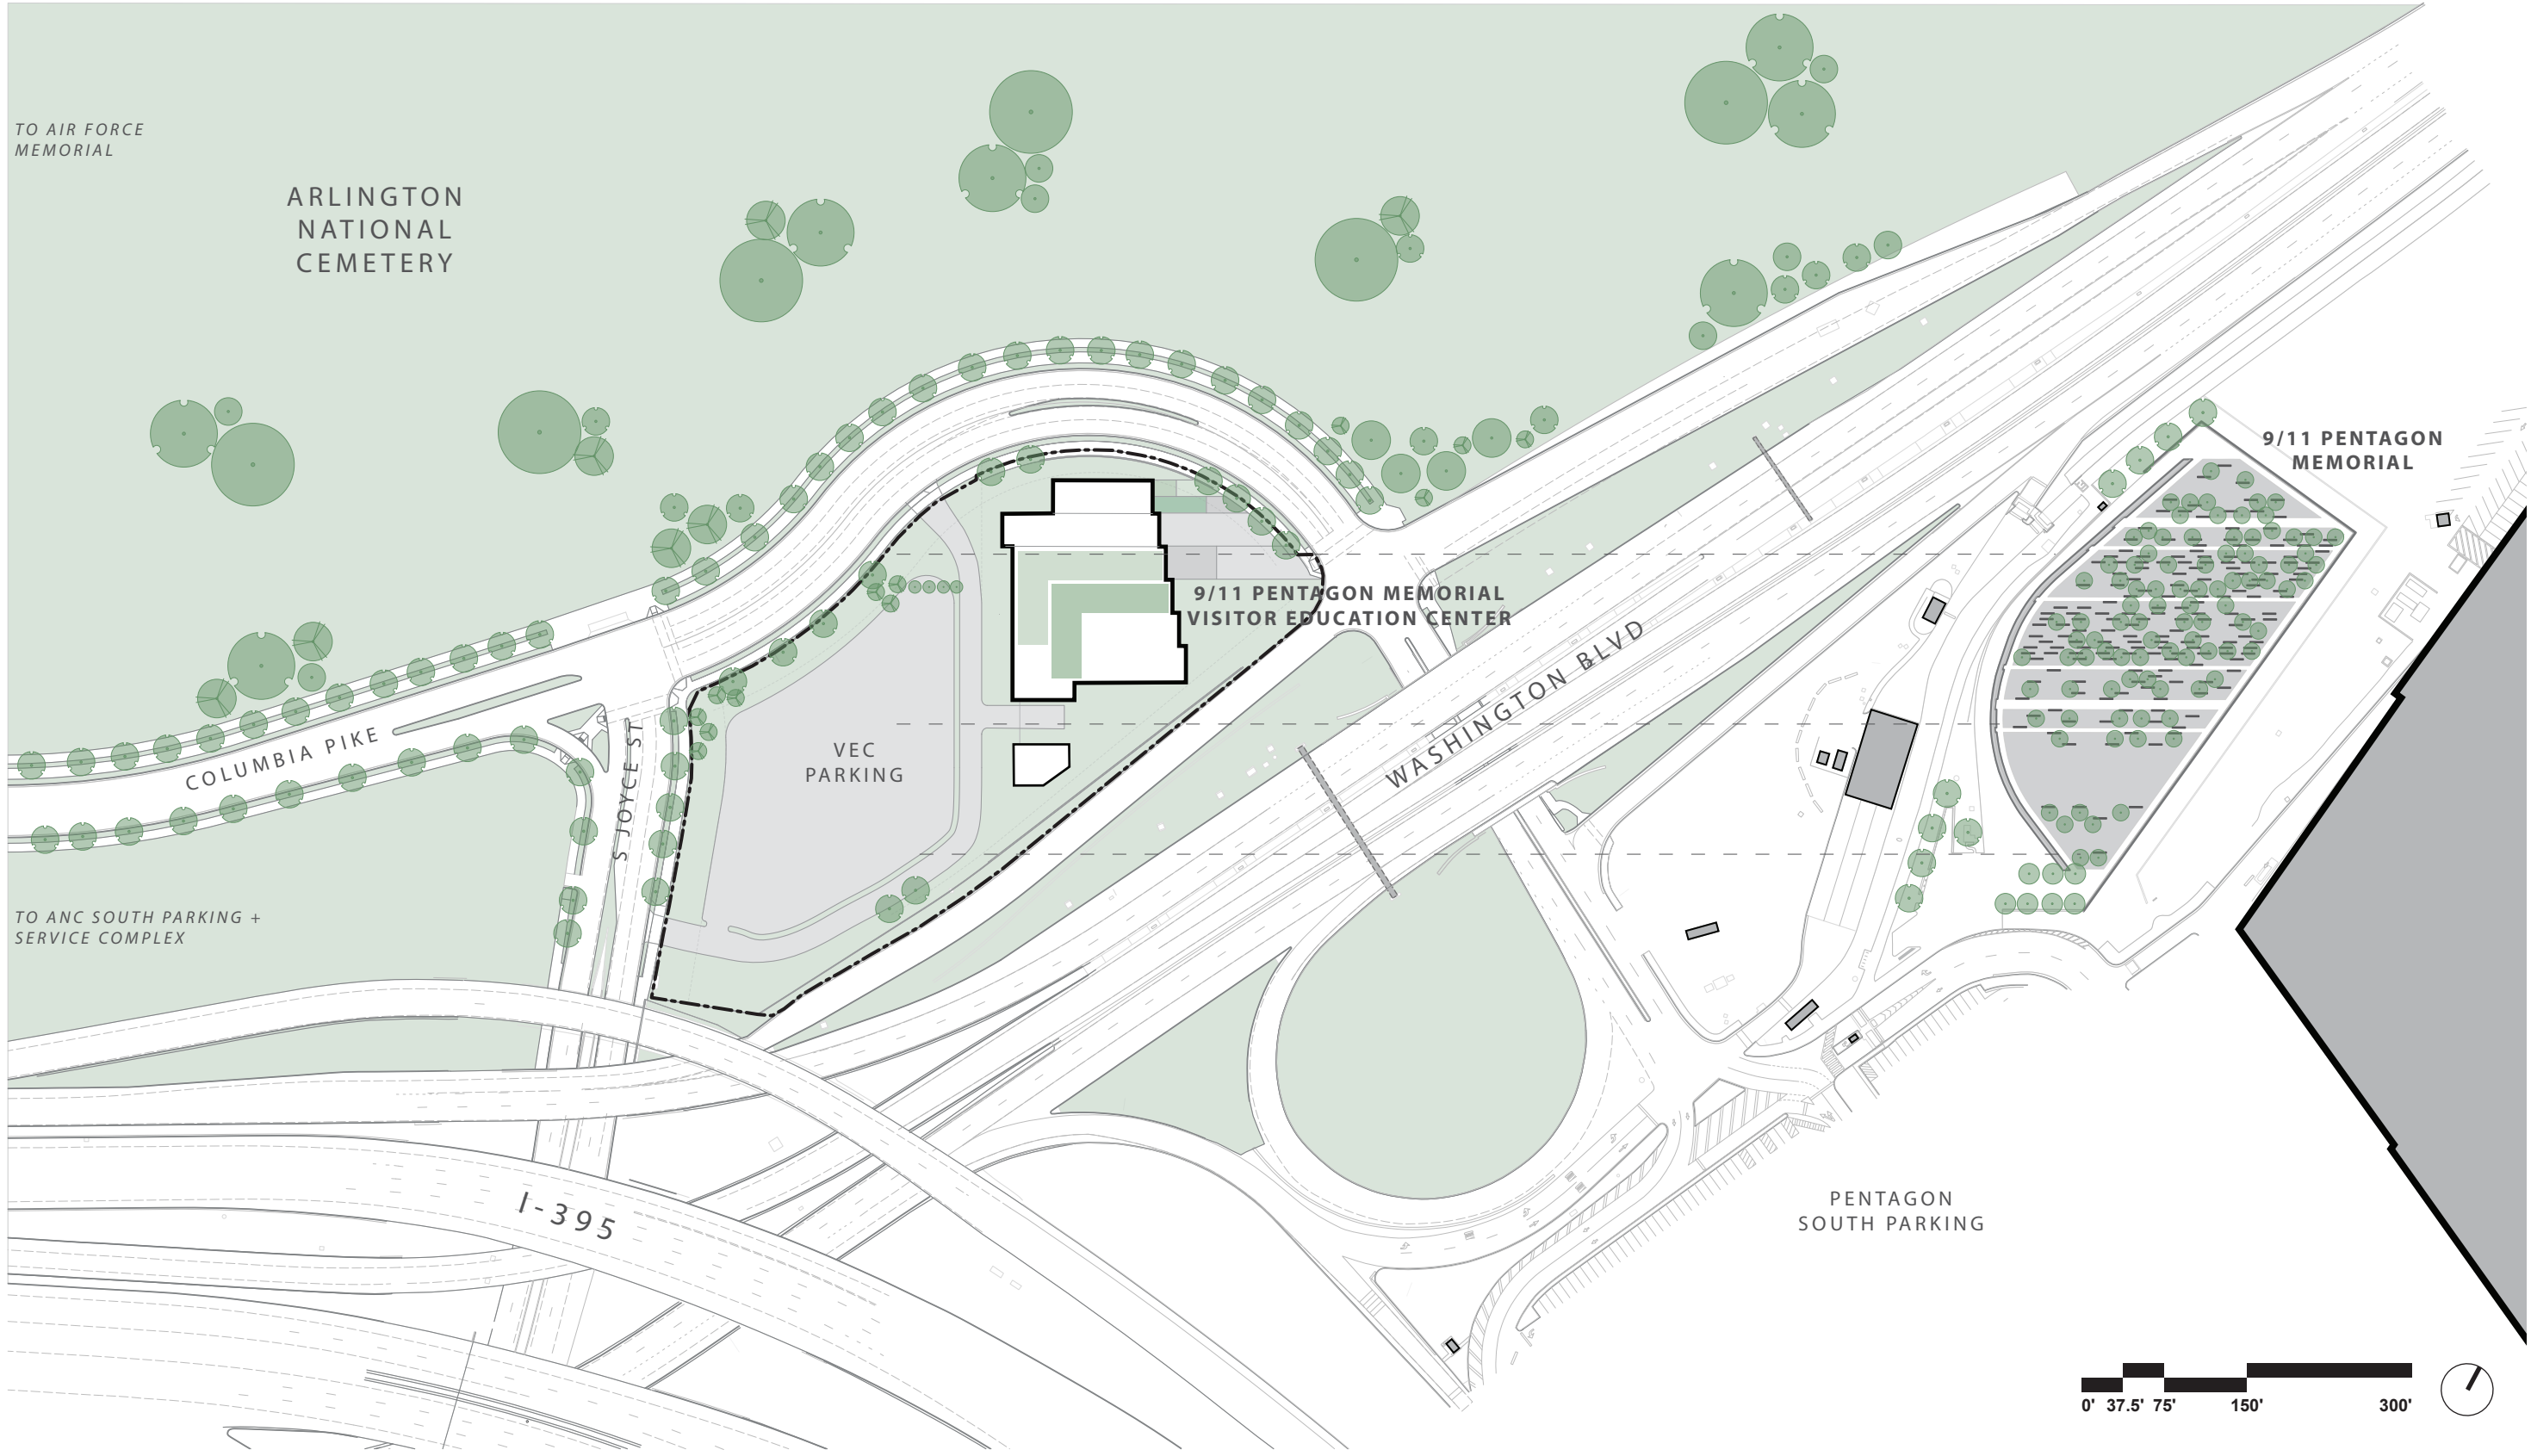 TO AIR FORCE
MEMORIAL
ARLINGTON
NATIONAL
CEMETERY
9/11 PENTAGON
MEMORIAL
9/11 PENTAGON MEMORIAL
VISITOR EDUCATION CENTER
WASHINGTON BLVD
COLUMBIA PIKE
S JOYCE ST
VEC
PARKING
TO ANC SOUTH PARKING +
SERVICE COMPLEX
I-395
PENTAGON
SOUTH PARKING
0' 37.5' 75' 150' 300'